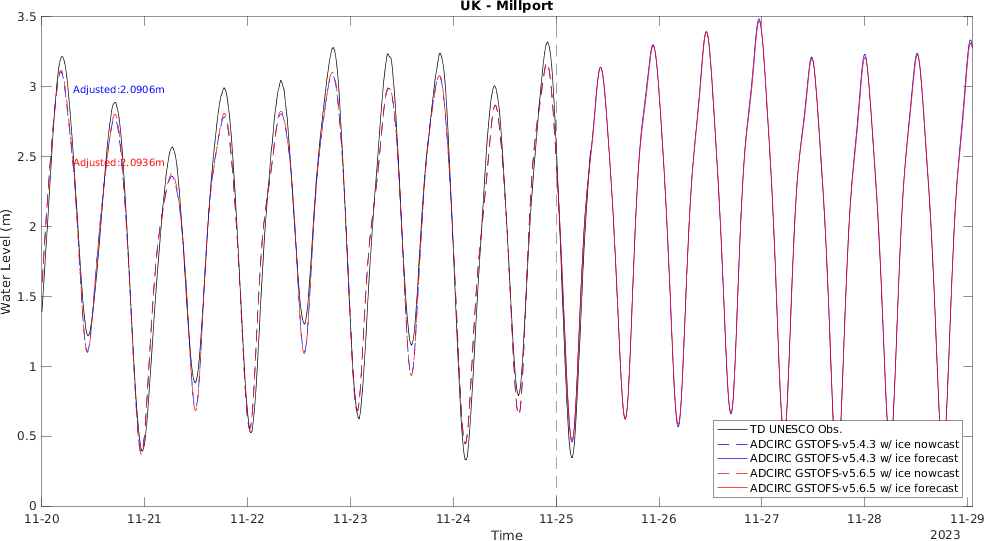 UK - Millport
3.5
3
2.5
2
1.5
1
0.5
0
Water Level (m)
Adjusted:2.0906m
Adjusted:2.0936m
TD UNESCO Obs.
ADCIRC GSTOFS-v5.4.3 w/ ice nowcast
ADCIRC GSTOFS-v5.4.3 w/ ice forecast
ADCIRC GSTOFS-v5.6.5 w/ ice nowcast
ADCIRC GSTOFS-v5.6.5 w/ ice forecast
11-20 11-21 11-22 11-23 11-24 11-25 11-26 11-27 11-28 11-29
Time
2023